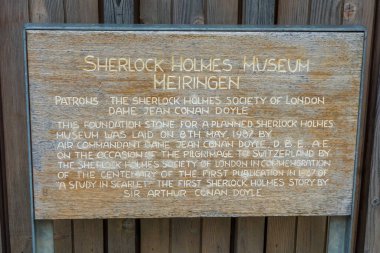 SHERLOCK HOLMES MUSEUM
MEIRINGEN
PATRONS: THE SHERLOCK HOLMES SOCIETY OF LONDON
DAME JEAN CONAN DOYLE
THIS FOUNDATION STONE FOR A PLANNED SHERLOCK HOLMES
MUSEUM WAS LAID ON 8TH MAY 1987 BY
AIR COMMANDANT DAME JEAN CONAN DOYLE, D.B.E. A.E.
ON THE OCCASION OF THE PILGRIMAGE TO SWITZERLAND BY
THE SHERLOCK HOLMES SOCIETY OF LONDON IN COMMEMORATION
OF THE CENTENARY OF THE FIRST PUBLICATION IN 1887 OF
"A STUDY IN SCARLET" THE FIRST SHERLOCK HOLMES STORY BY
SIR ARTHUR CONAN DOYLE